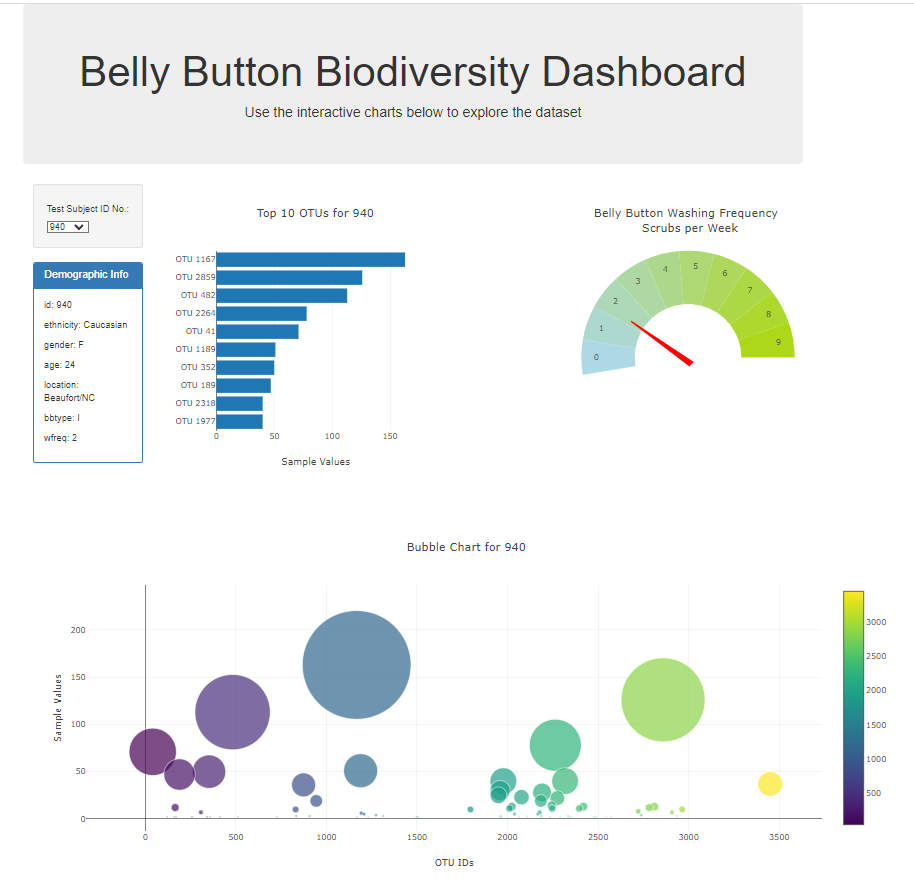 Belly Button Biodiversity Dashboard
Use the interactive charts below to explore the dataset
Test Subject ID No.:
940
Demographic Info
id: 940
ethnicity: Caucasian
gender: F
age: 24
location:
Beaufort/NC
bbtype: I
wfreq: 2
Top 10 OTUs for 940
OTU 1167
OTU 2859
OTU 482
OTU 2264
OTU 41
OTU 1189
OTU 352
OTU 189
OTU 2318
OTU 1977
0 50 100 150
Sample Values
Belly Button Washing Frequency
Scrubs per Week
0
1
2
3
4
5
6
7
8
9
Bubble Chart for 940
Sample Values
200
150
100
50
0
0 500 1000 1500 2000 2500 3000 3500
OTU IDs
3000
2500
2000
1500
1000
500